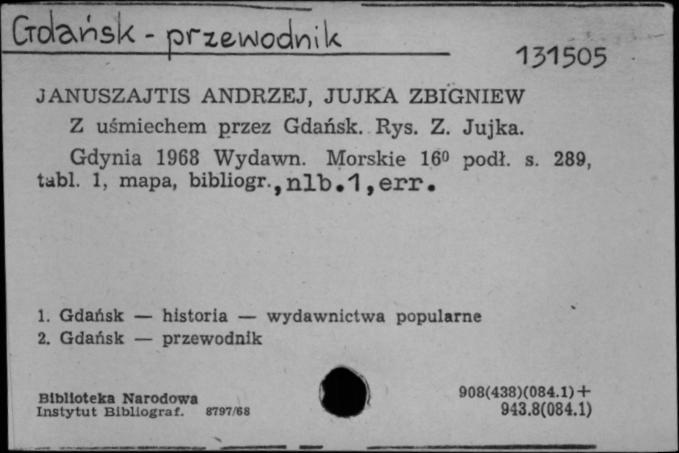 Gdańsk - przewodnik
131505
JANUSZAJTIS ANDRZEJ, JUJKA ZBIGNIEW
Z uśmiechem przez Gdańsk. Rys. Z. Jujka.
Gdynia 1968 Wydawn. Morskie 16⁰ podł. s. 289,
tabl. 1, mapa, bibliogr., nlb.1, err.
1. Gdańsk — historia — wydawnictwa popularne
2. Gdańsk — przewodnik
Biblioteka Narodowa
Instytut Bibliograf. 8797/68
908(438)(084.1)+
943.8(084.1)